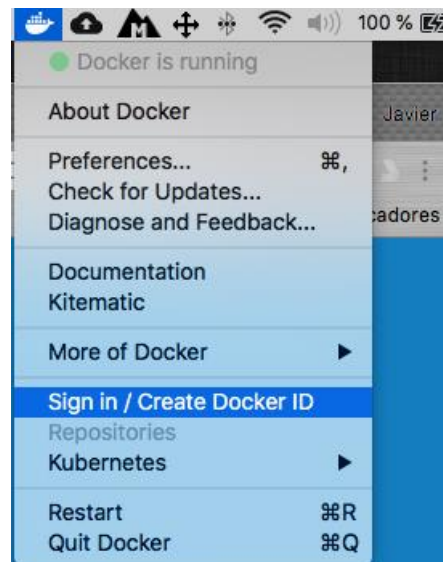 100 %
Docker is running
About Docker
Javier
Preferences... ⌘,
Check for Updates...
cadores
Diagnose and Feedback...
Documentation
Kitematic
More of Docker ▶
Sign in / Create Docker ID
Repositories
Kubernetes ▶
Restart ⌘R
Quit Docker ⌘Q